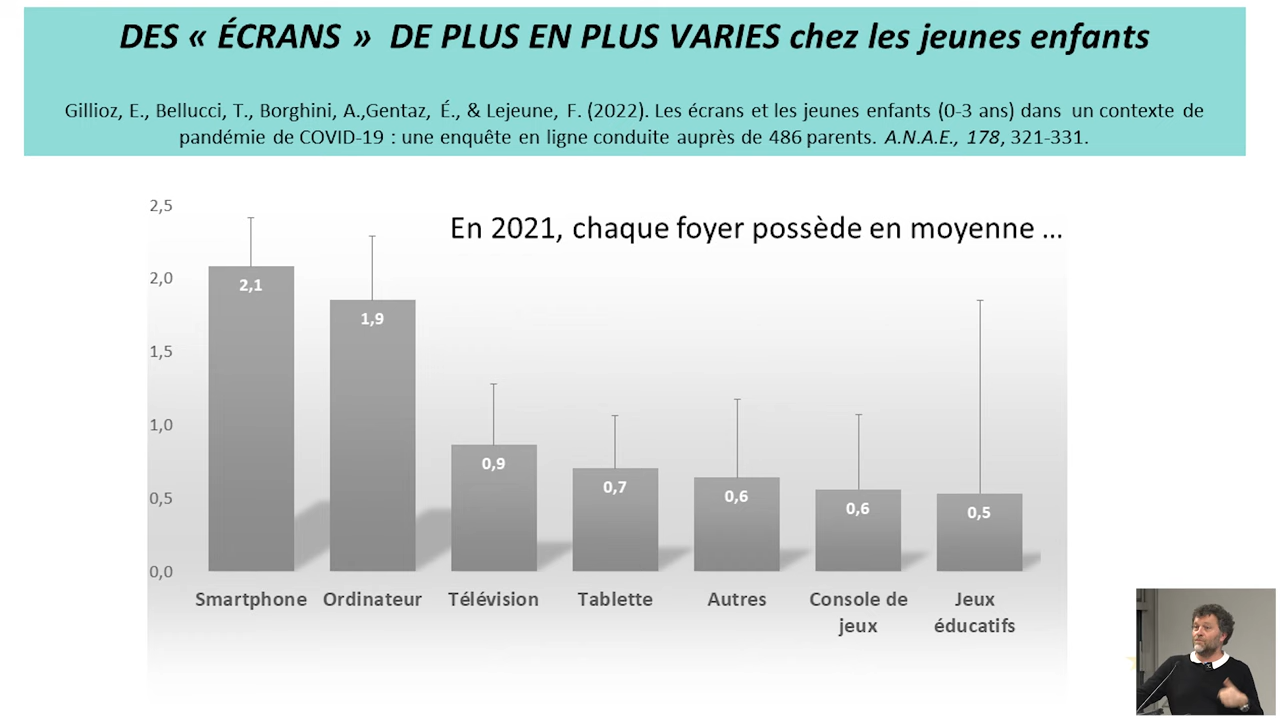 DES « ÉCRANS » DE PLUS EN PLUS VARIES chez les jeunes enfants
Gillioz, E., Bellucci, T., Borghini, A.,Gentaz, É., & Lejeune, F. (2022). Les écrans et les jeunes enfants (0-3 ans) dans un contexte de
pandémie de COVID-19 : une enquête en ligne conduite auprès de 486 parents. A.N.A.E., 178, 321-331.
En 2021, chaque foyer possède en moyenne ...
2,5
2,0
1,5
1,0
0,5
0,0
2,1
1,9
0,9
0,7
0,6
0,6
0,5
Smartphone
Ordinateur
Télévision
Tablette
Autres
Console de
jeux
Jeux
éducatifs